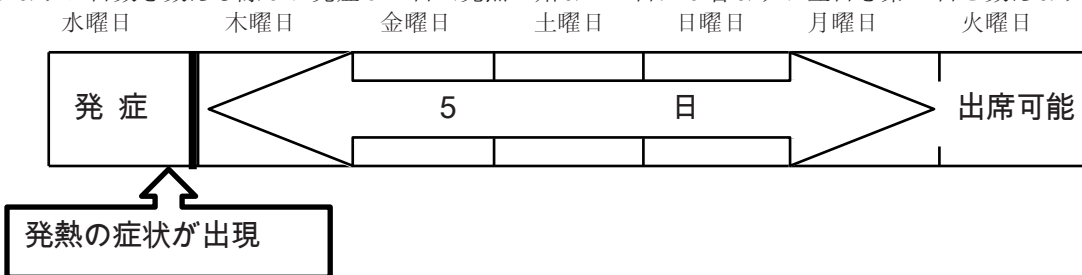 水曜日 木曜日 金曜日 土曜日 日曜日 月曜日 火曜日
発 症 5 日 出席可能
発熱の症状が出現